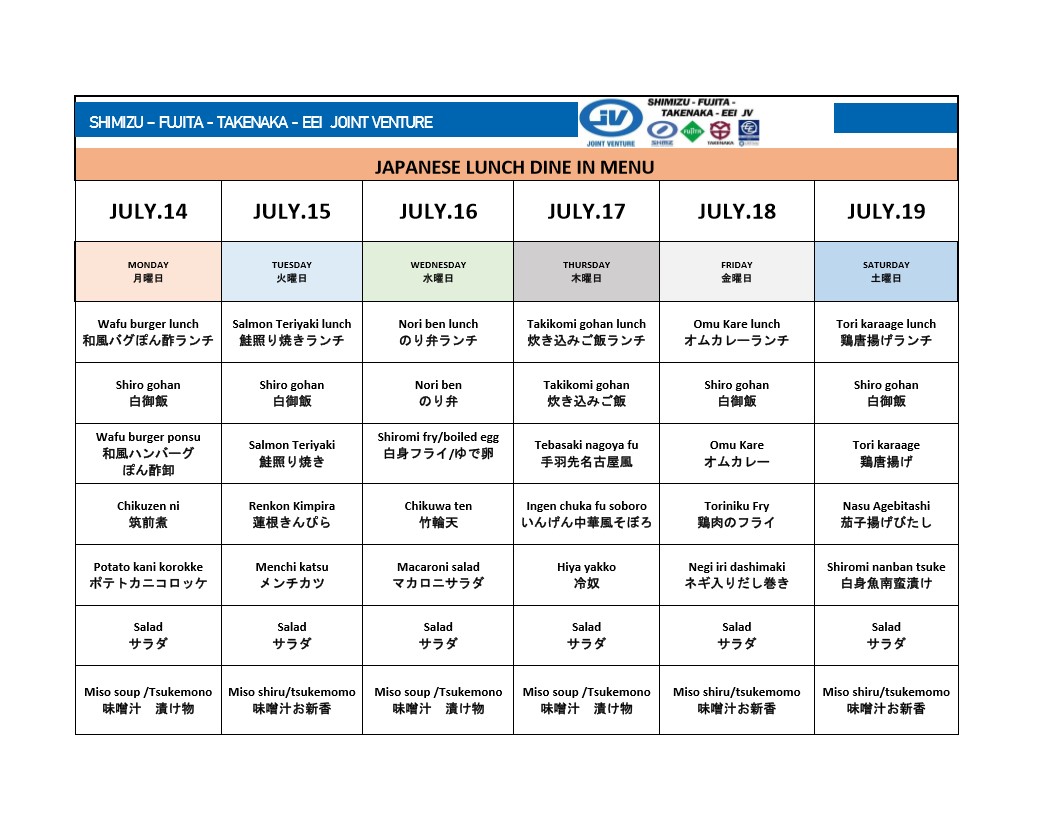 SHIMIZU – FUJITA - TAKENAKA - EEI JOINT VENTURE
JV
JOINT VENTURE
SHIMIZU - FUJITA -
TAKENAKA - EEI JV
SHIMIZ
Fujita
TAKENAKA
JAPANESE LUNCH DINE IN MENU
JULY.14
JULY.15
JULY.16
JULY.17
JULY.18
JULY.19
MONDAY
月曜日
TUESDAY
火曜日
WEDNESDAY
水曜日
THURSDAY
木曜日
FRIDAY
金曜日
SATURDAY
土曜日
Wafu burger lunch
和風バグぽん酢ランチ
Salmon Teriyaki lunch
鮭照り焼きランチ
Nori ben lunch
のり弁ランチ
Takikomi gohan lunch
炊き込みご飯ランチ
Omu Kare lunch
オムカレーランチ
Tori karaage lunch
鶏唐揚げランチ
Shiro gohan
白御飯
Shiro gohan
白御飯
Nori ben
のり弁
Takikomi gohan
炊き込みご飯
Shiro gohan
白御飯
Shiro gohan
白御飯
Wafu burger ponsu
和風ハンバーグ
ぽん酢卸
Salmon Teriyaki
鮭照り焼き
Shiromi fry/boiled egg
白身フライ/ゆで卵
Tebasaki nagoya fu
手羽先名古屋風
Omu Kare
オムカレー
Tori karaage
鶏唐揚げ
Chikuzen ni
筑前煮
Renkon Kimpira
蓮根きんぴら
Chikuwa ten
竹輪天
Ingen chuka fu soboro
いんげん中華風そぼろ
Toriniku Fry
鶏肉のフライ
Nasu Agebitashi
茄子揚げびたし
Potato kani korokke
ポテトカニコロッケ
Menchi katsu
メンチカツ
Macaroni salad
マカロニサラダ
Hiya yakko
冷奴
Negi iri dashimaki
ネギ入りだし巻き
Shiromi nanban tsuke
白身魚南蛮漬け
Salad
サラダ
Salad
サラダ
Salad
サラダ
Salad
サラダ
Salad
サラダ
Salad
サラダ
Miso soup /Tsukemono
味噌汁　漬け物
Miso shiru/tsukemomo
味噌汁お新香
Miso soup /Tsukemono
味噌汁　漬け物
Miso soup /Tsukemono
味噌汁　漬け物
Miso shiru/tsukemomo
味噌汁お新香
Miso shiru/tsukemomo
味噌汁お新香